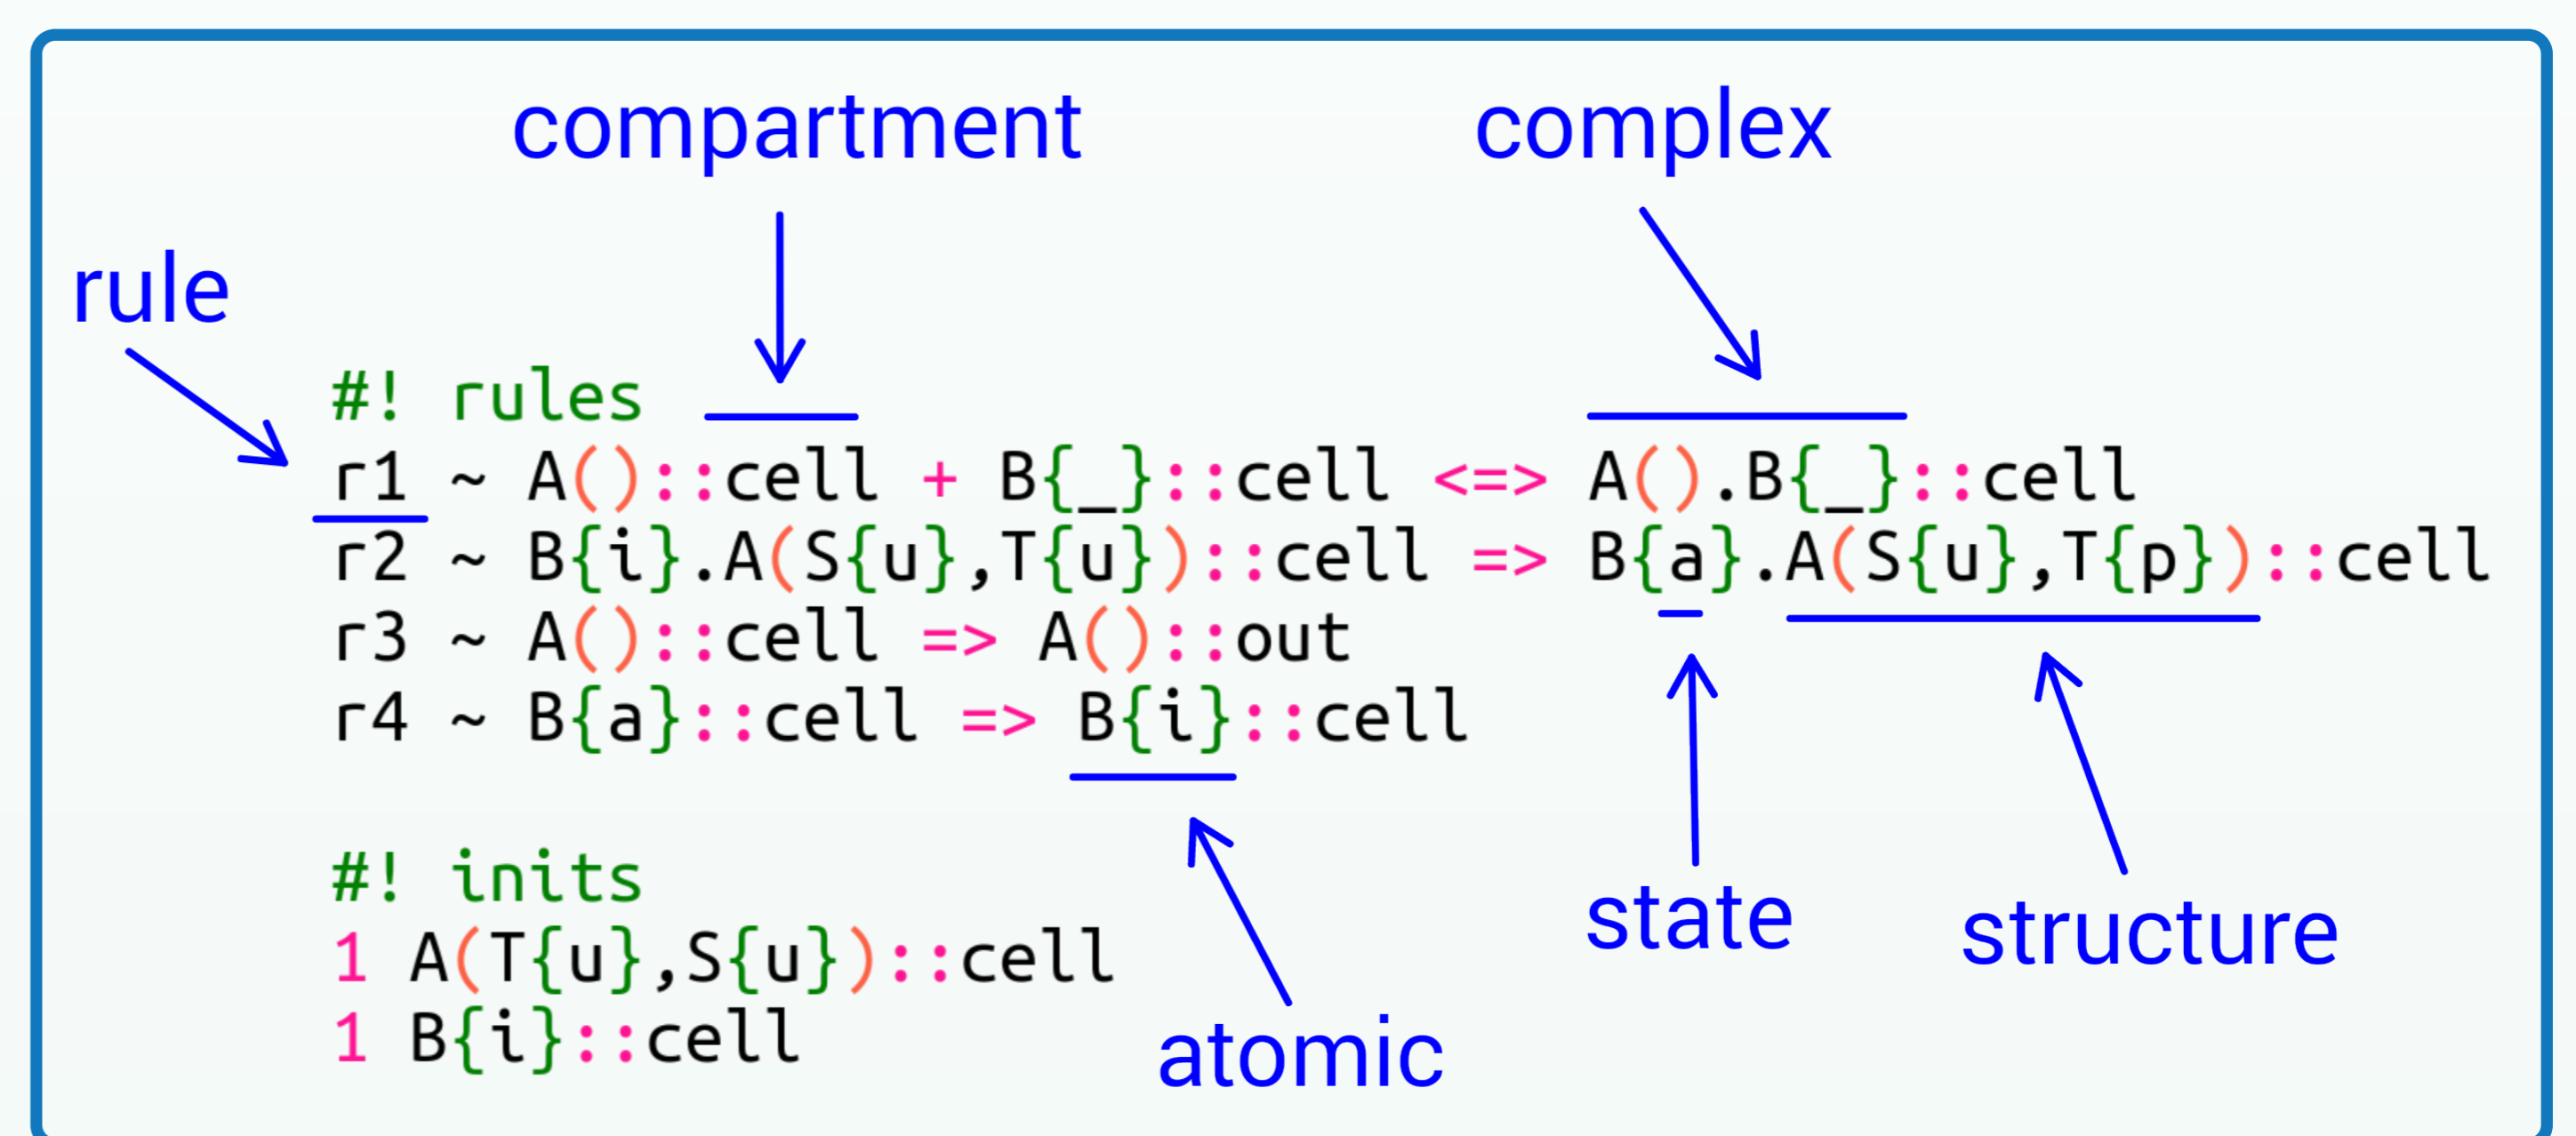 compartment
complex
rule
#! rules
r1 ~ A()::cell + B{_}::cell <=> A().B{_}::cell
r2 ~ B{i}.A(S{u},T{u})::cell => B{a}.A(S{u},T{p})::cell
r3 ~ A()::cell => A()::out
r4 ~ B{a}::cell => B{i}::cell
#! inits
1 A(T{u},S{u})::cell
1 B{i}::cell
state
structure
atomic